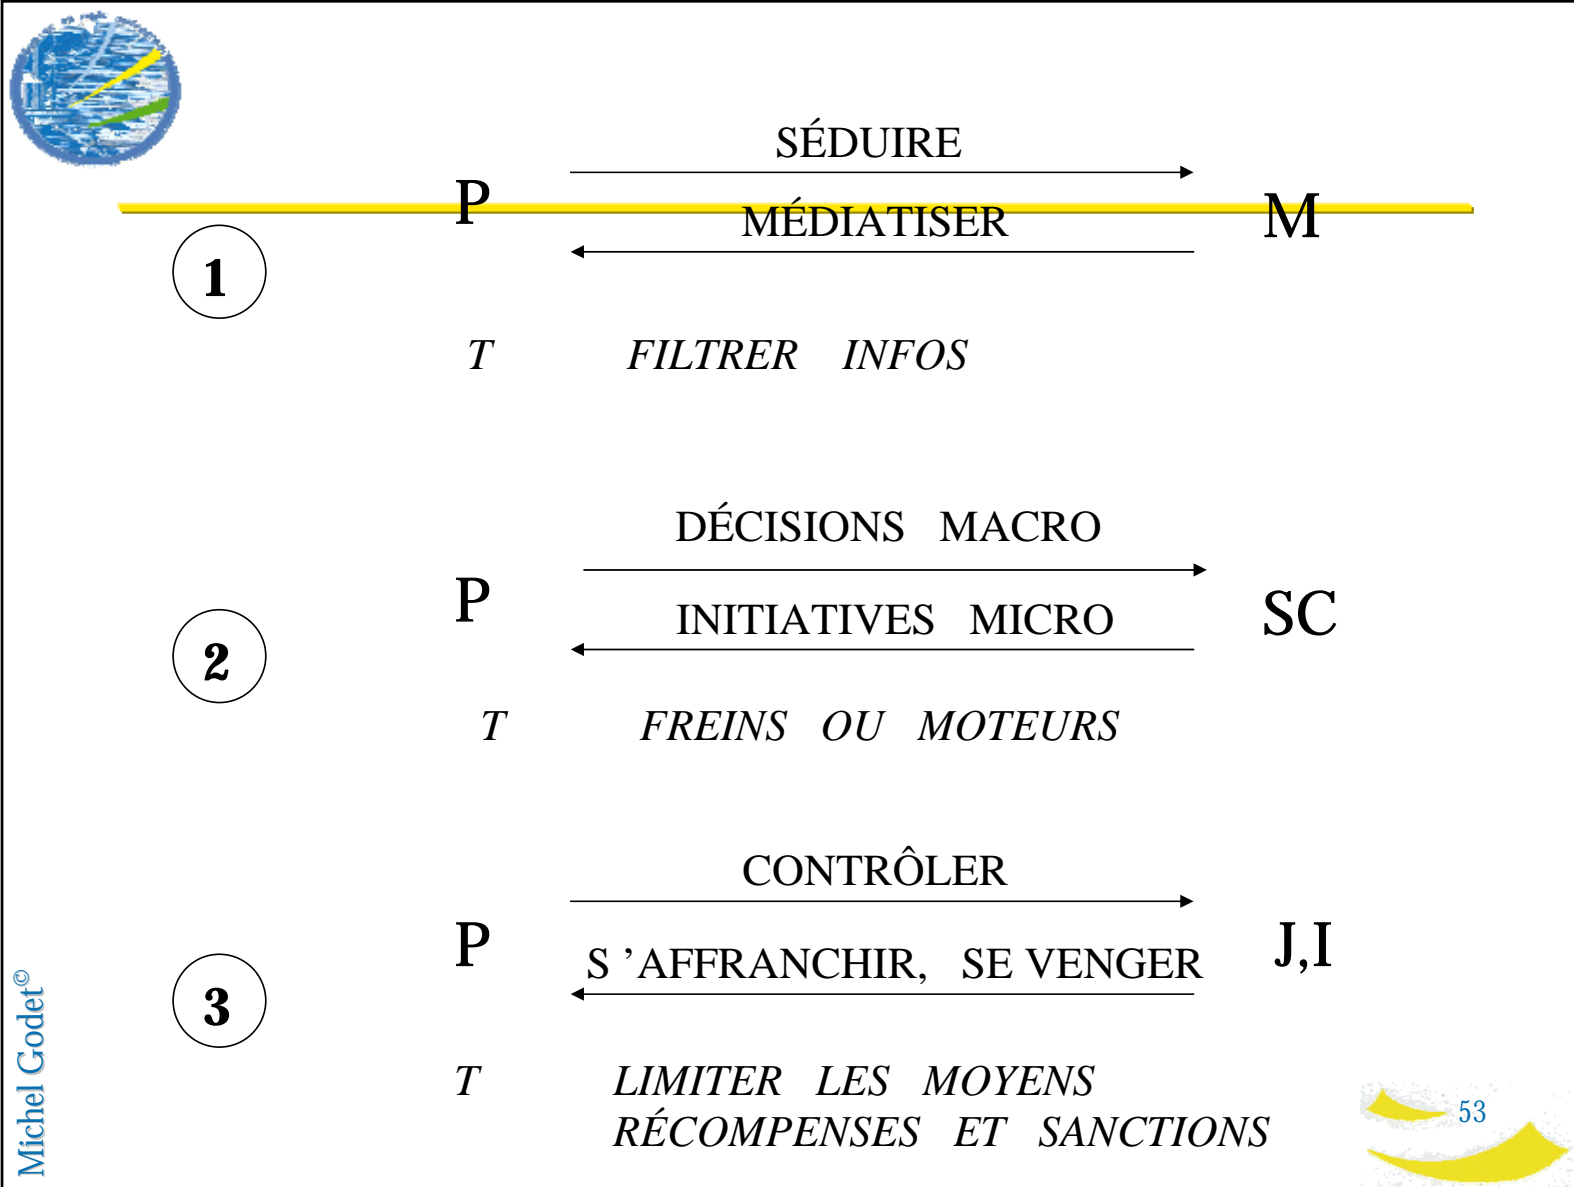 SÉDUIRE
P
MÉDIATISER
M
1
T FILTRER INFOS
DÉCISIONS MACRO
P
INITIATIVES MICRO
SC
2
T FREINS OU MOTEURS
CONTRÔLER
P
S ’AFFRANCHIR, SE VENGER
J,I
3
T LIMITER LES MOYENS
RÉCOMPENSES ET SANCTIONS
Michel Godet©
53